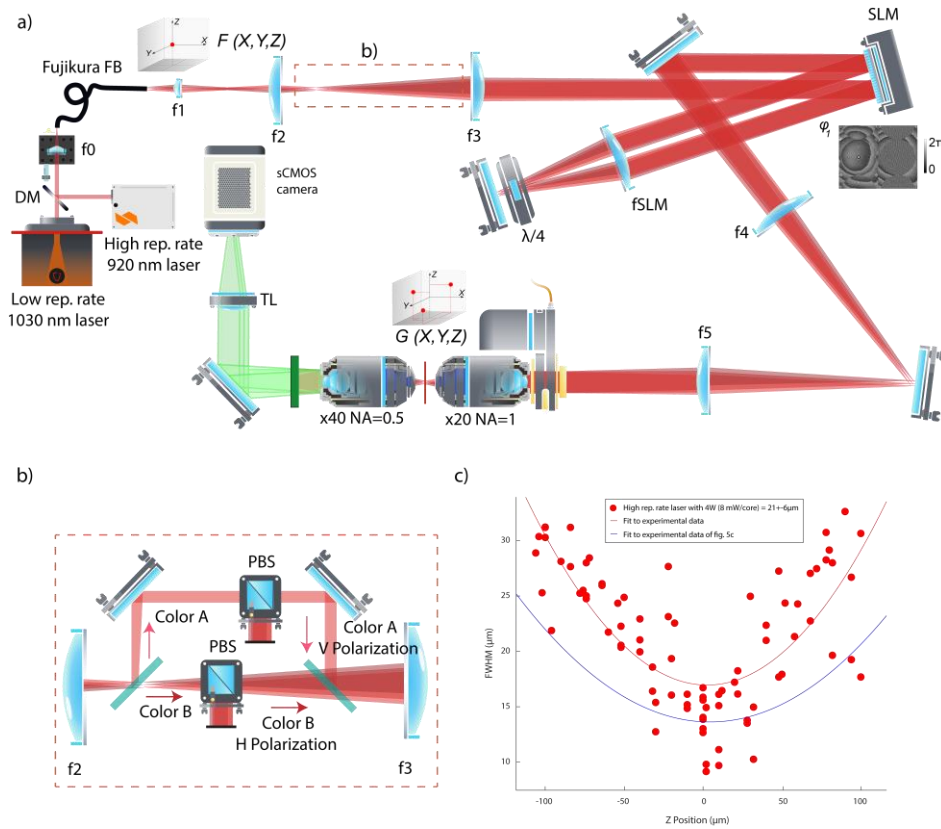 a)
F (X,Y,Z)
Z
X
Y
b)
SLM
Fujikura FB
f1
f2
f3
f0
φ1
2π
0
sCMOS
camera
DM
fSLM
λ/4
f4
High rep. rate
920 nm laser
Low rep. rate
1030 nm laser
TL
Z
X
Y
G (X,Y,Z)
f5
x40 NA=0.5
x20 NA=1
b)
PBS
Color A
Color A
V Polarization
PBS
Color B
Color B
H Polarization
f2
f3
c)
High rep. rate laser with 4W (8 mW/core) = 21+-6μm
Fit to experimental data
Fit to experimental data of fig. 5c
30
25
20
15
10
FWHM (μm)
-100
-50
0
50
100
Z Position (μm)